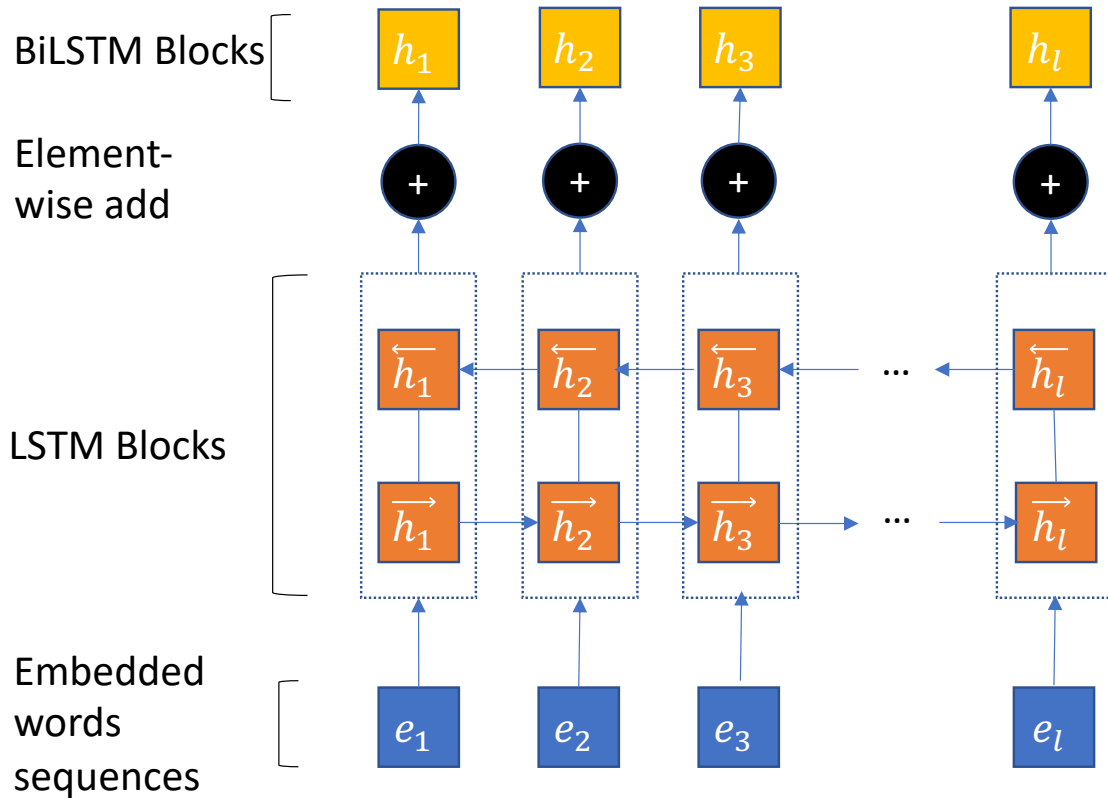 BiLSTM Blocks
h₁ h₂ h₃ hₗ
Element-
wise add
+ + + +
LSTM Blocks
←h₁ ←h₂ ←h₃ ... ←hₗ
→h₁ →h₂ →h₃ ... →hₗ
Embedded
words
sequences
e₁ e₂ e₃ eₗ